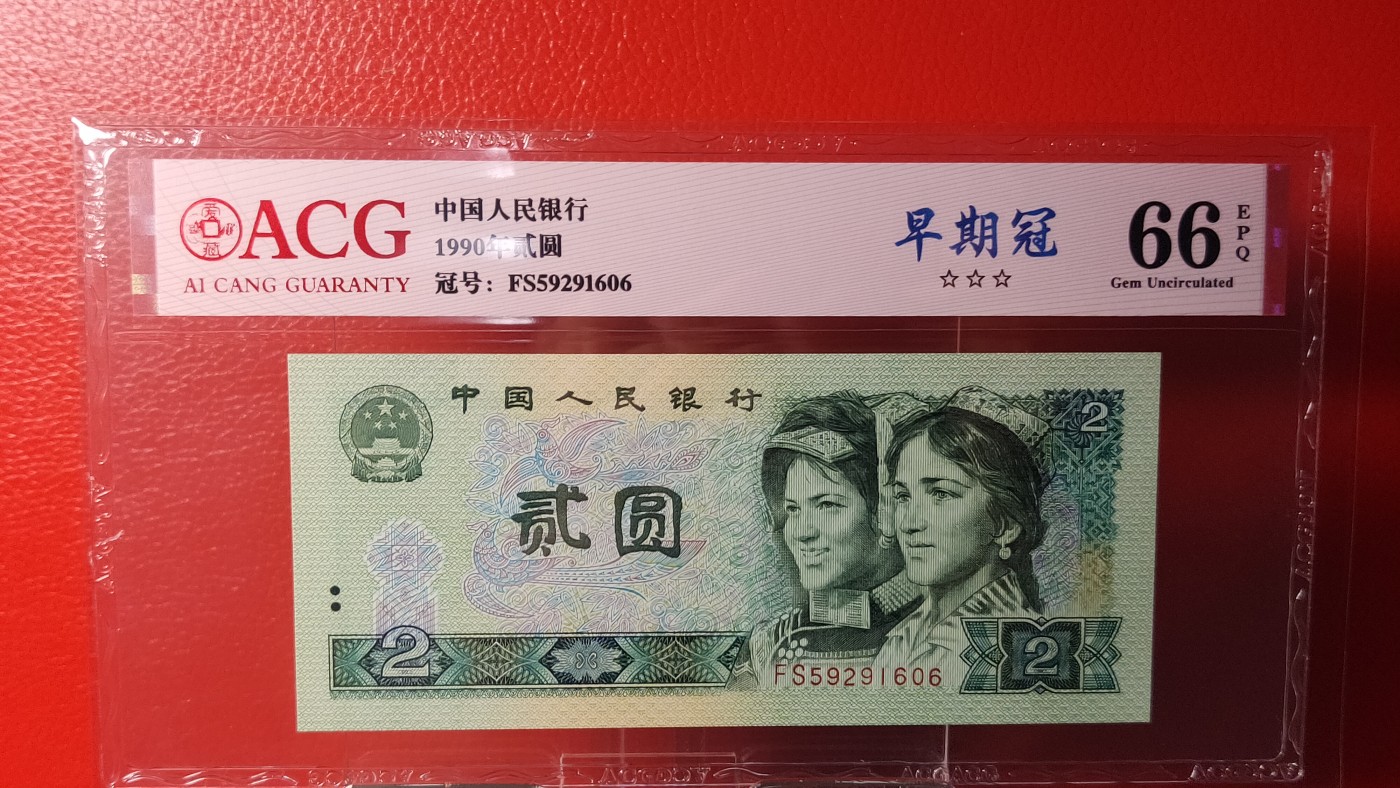 爱藏
ACG
AI CANG GUARANTY
中国人民银行
1990年贰圆
冠号：FS59291606
早期冠
☆☆☆
66
EPQ
Gem Uncirculated
中国人民银行
2
贰圆
2
FS59291606
2